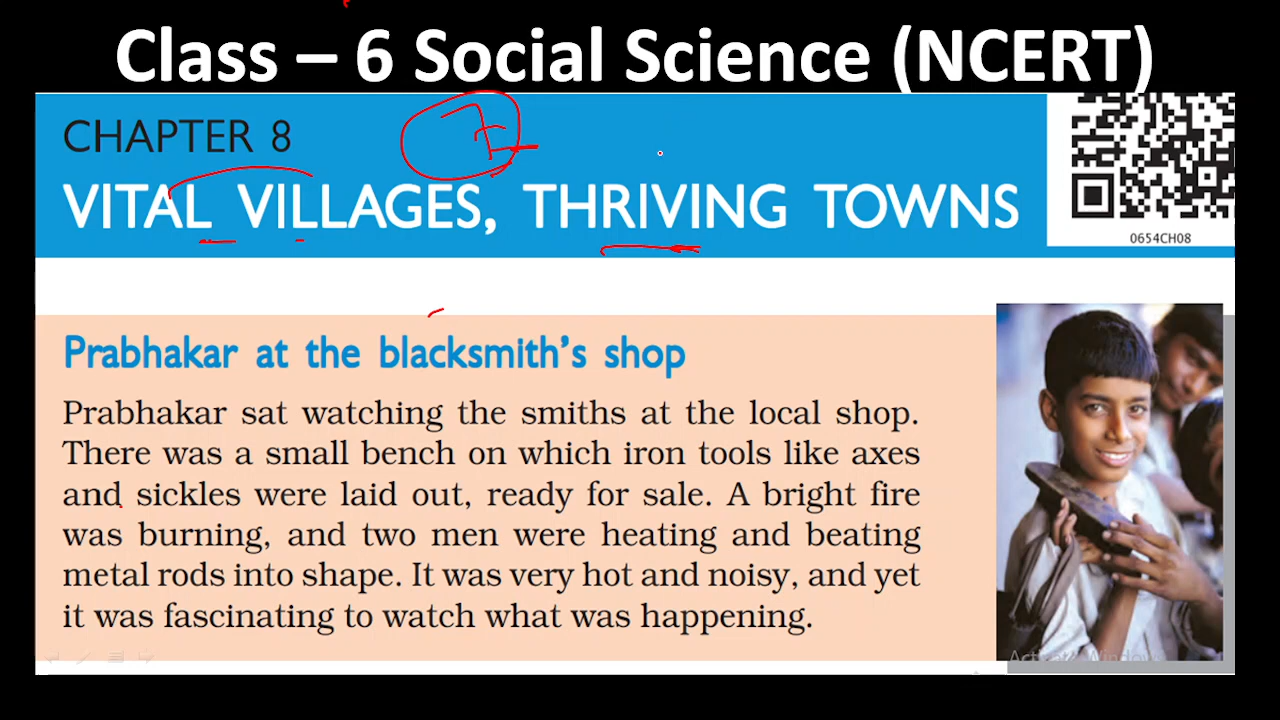 Class – 6 Social Science (NCERT)
CHAPTER 8
VITAL VILLAGES, THRIVING TOWNS
0654CH08
Prabhakar at the blacksmith's shop
Prabhakar sat watching the smiths at the local shop.
There was a small bench on which iron tools like axes
and sickles were laid out, ready for sale. A bright fire
was burning, and two men were heating and beating
metal rods into shape. It was very hot and noisy, and yet
it was fascinating to watch what was happening.